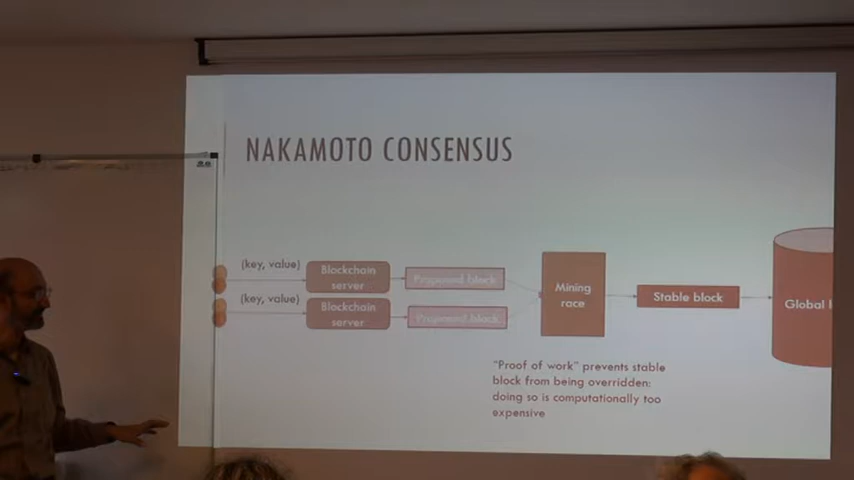 NAKAMOTO CONSENSUS
(key, value)
Blockchain
server
Proposed block
(key, value)
Blockchain
server
Proposed block
Mining
race
Stable block
Global
"Proof of work" prevents stable
block from being overridden:
doing so is computationally too
expensive